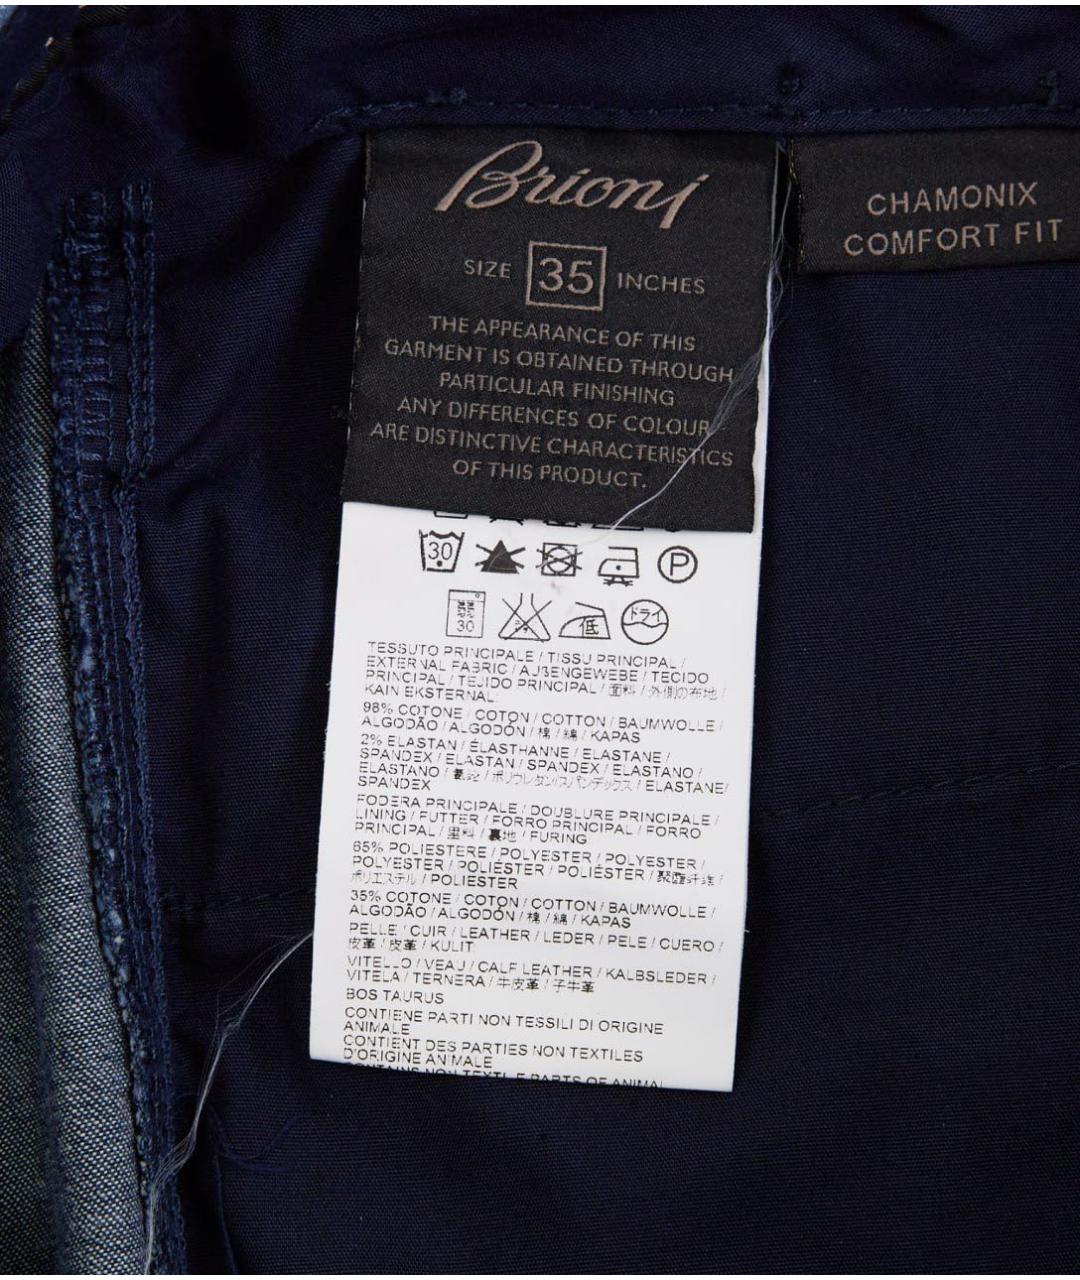 Brioni
SIZE 35 INCHES
THE APPEARANCE OF THIS
GARMENT IS OBTAINED THROUGH
PARTICULAR FINISHING
ANY DIFFERENCES OF COLOUR
ARE DISTINCTIVE CHARACTERISTICS
OF THIS PRODUCT.
CHAMONIX
COMFORT FIT
30 P
30 低 ドライ
TESSUTO PRINCIPALE / TISSU PRINCIPAL /
EXTERNAL FABRIC / AUßENGEWEBE / TECIDO
PRINCIPAL / TEJIDO PRINCIPAL / 面料 / 外側の布地 /
KAIN EKSTERNAL
98% COTONE / COTON / COTTON / BAUMWOLLE /
ALGODÃO / ALGODÓN /棉 / 綿 / KAPAS
2% ELASTAN / ÉLASTHANNE / ELASTANE /
SPANDEX / ELASTAN / SPANDEX / ELASTANO /
ELASTANO / ポリウレタン/スパンデックス / ELASTANE/
SPANDEX
FODERA PRINCIPALE / DOUBLURE PRINCIPALE /
LINING / FUTTER / FORRO PRINCIPAL / FORRO
PRINCIPAL / 里料 / 裏地 / FURING
65% POLIESTERE / POLYESTER / POLYESTER /
POLYESTER / POLIÉSTER / POLIÉSTER / 聚酯纤维 /
ポリエステル / POLIESTER
35% COTONE / COTON / COTTON / BAUMWOLLE /
ALGODÃO / ALGODÓN / 棉 / 綿 / KAPAS
PELLE / CUIR / LEATHER / LEDER / PELE / CUERO /
皮革 / 皮革 / KULIT
VITELLO / VEAU / CALF LEATHER / KALBSLEDER /
VITELA / TERNERA / 牛皮革 / 子牛革
BOS TAURUS
CONTIENE PARTI NON TESSILI DI ORIGINE
ANIMALE
CONTIENT DES PARTIES NON TEXTILES
D'ORIGINE ANIMALE
CONTAINS NON TEXTILE PARTS OF ANIMAL